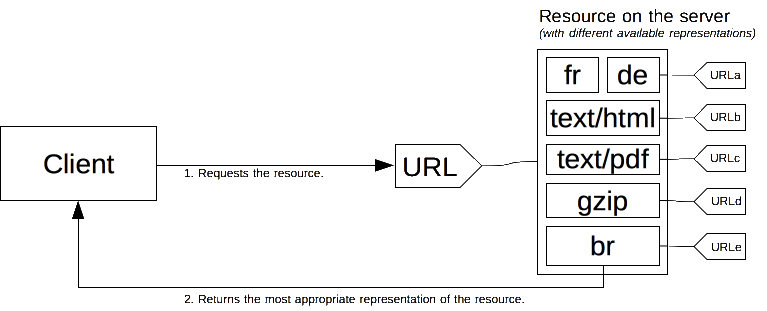 Resource on the server
(with different available representations)
fr de URLa
text/html URLb
Client
1. Requests the resource.
URL
text/pdf URLc
gzip URLd
br URLe
2. Returns the most appropriate representation of the resource.